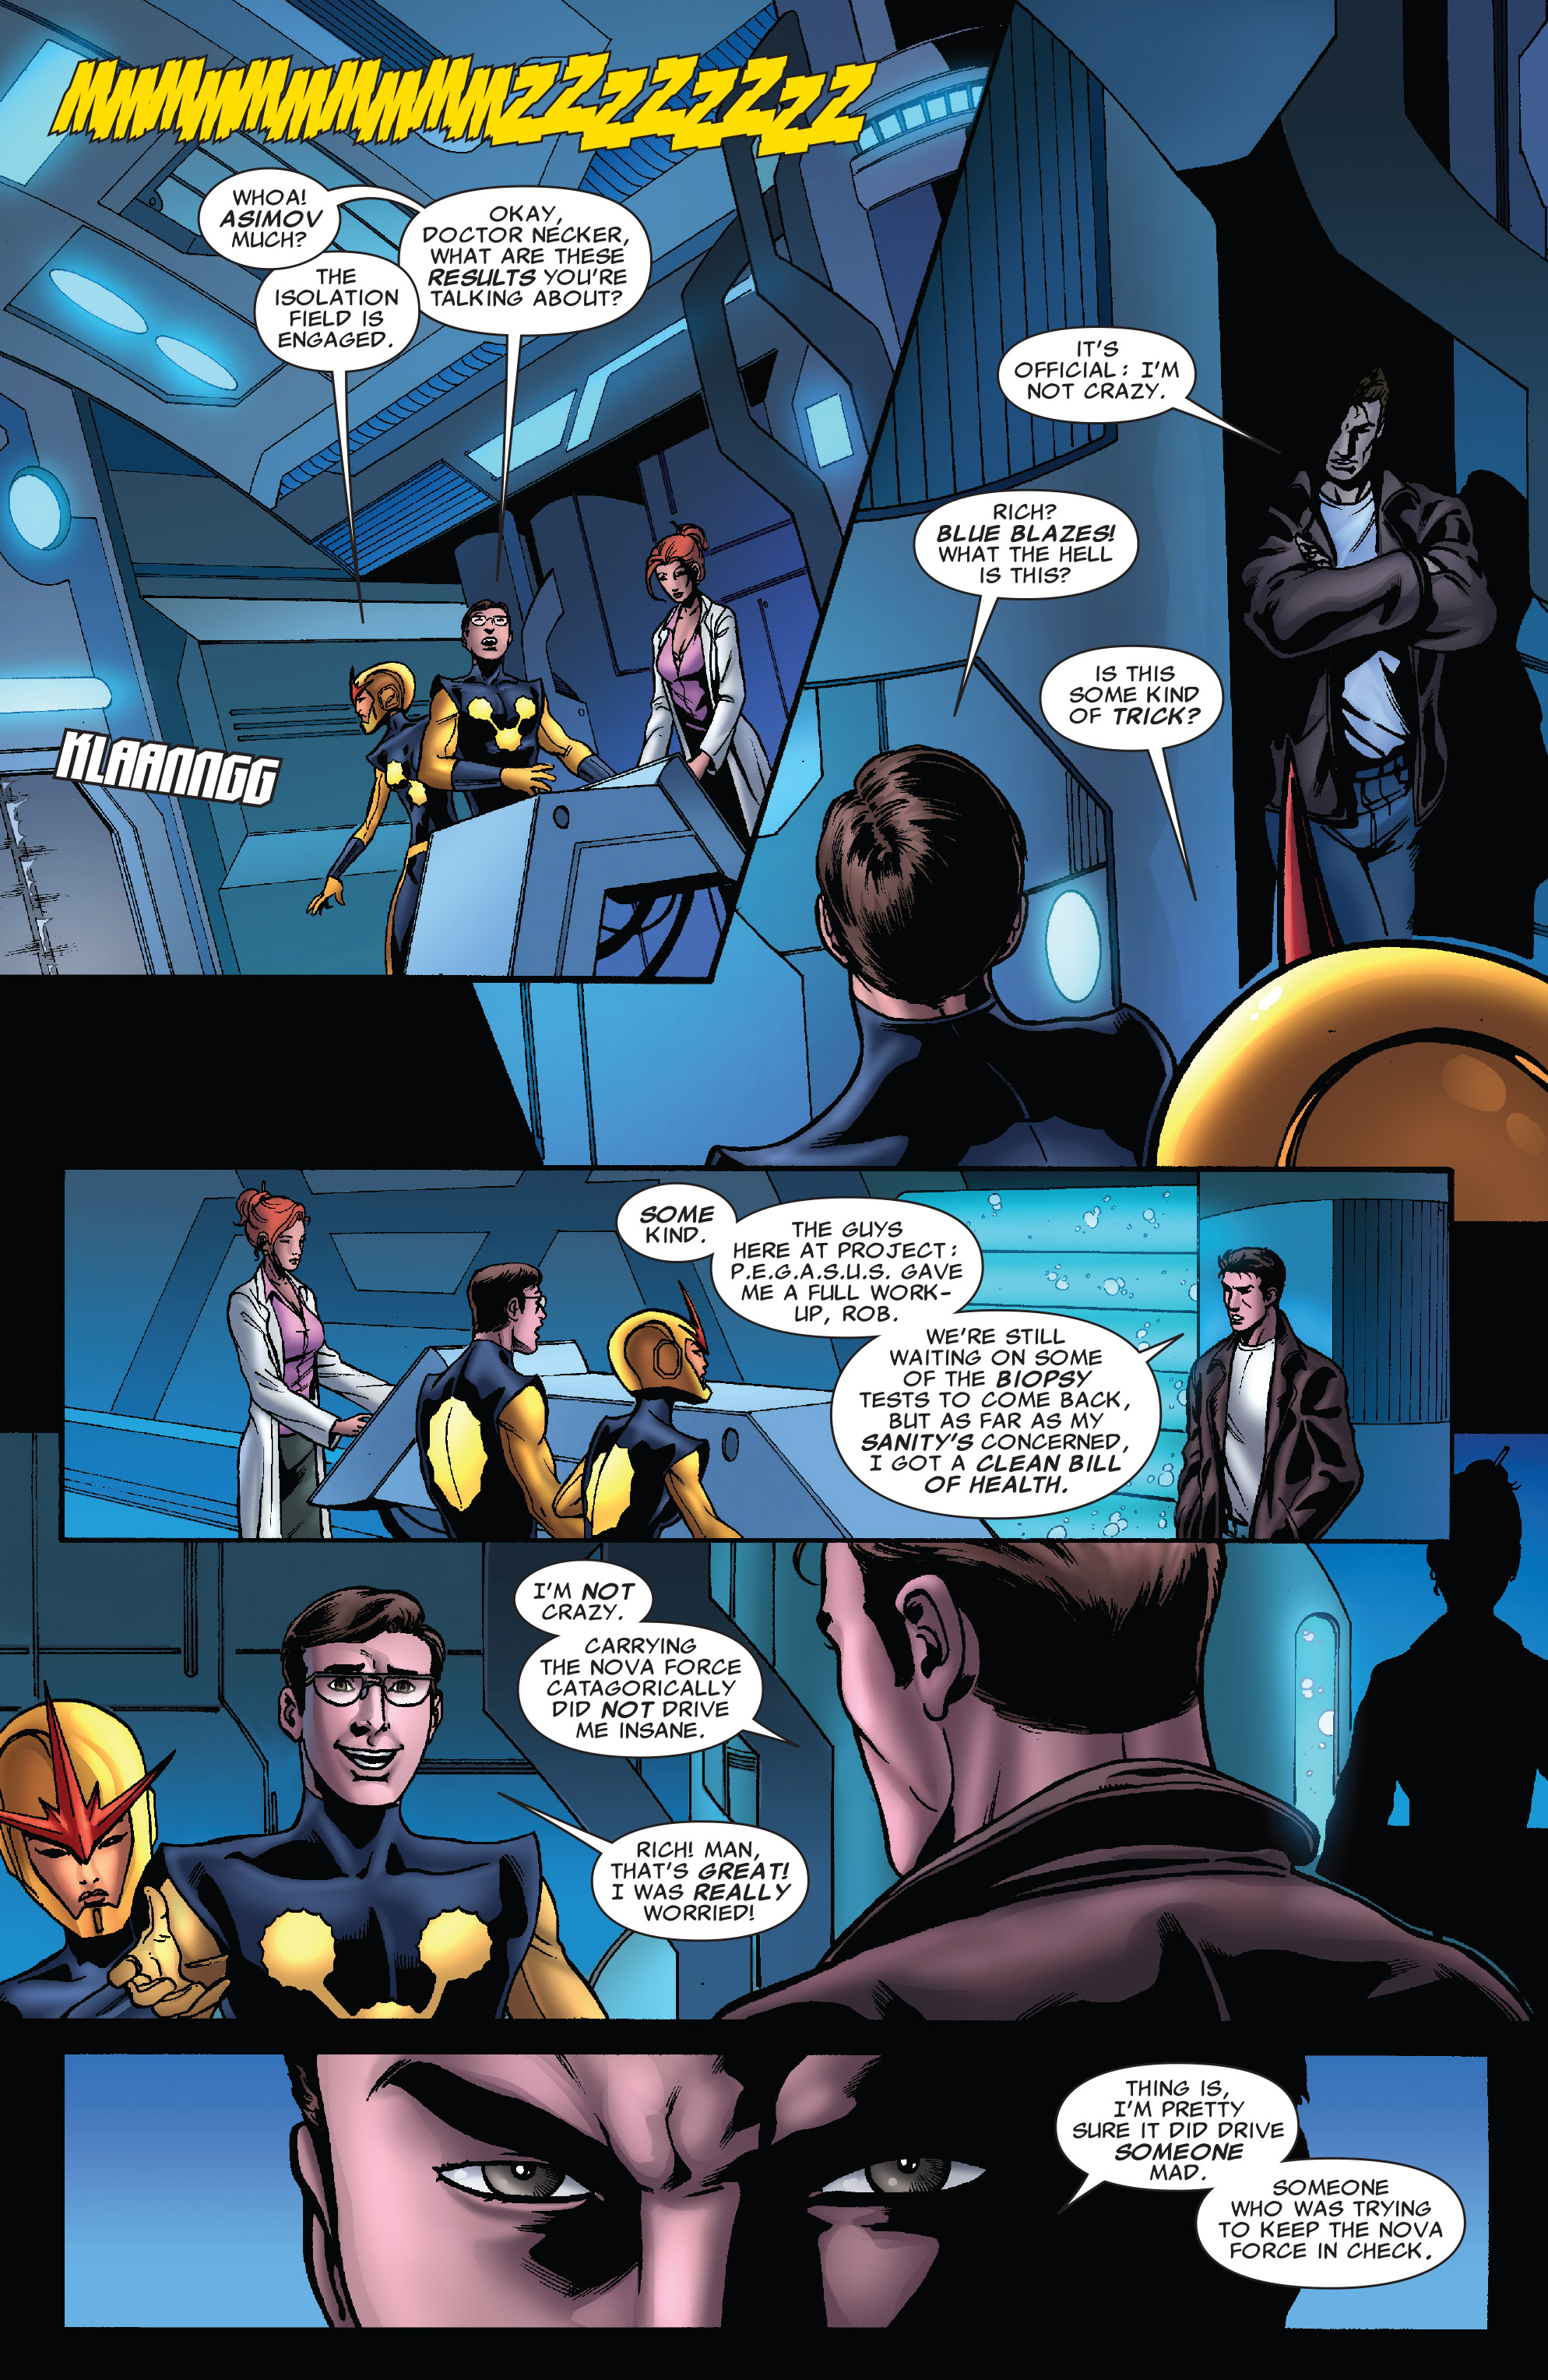 MMMMMMMMMMZZZZZZZZ
WHOA!
ASIMOV
MUCH?
THE
ISOLATION
FIELD IS
ENGAGED.
OKAY,
DOCTOR NECKER,
WHAT ARE THESE
RESULTS YOU'RE
TALKING ABOUT?
KLAANNGG
IT'S
OFFICIAL: I'M
NOT CRAZY.
RICH?
BLUE BLAZES!
WHAT THE HELL
IS THIS?
IS THIS
SOME KIND
OF TRICK?
SOME
KIND.
THE GUYS
HERE AT PROJECT:
P.E.G.A.S.U.S. GAVE
ME A FULL WORK-
UP, ROB.
WE'RE STILL
WAITING ON SOME
OF THE BIOPSY
TESTS TO COME BACK,
BUT AS FAR AS MY
SANITY'S CONCERNED,
I GOT A CLEAN BILL
OF HEALTH.
I'M NOT
CRAZY.
CARRYING
THE NOVA FORCE
CATAGORICALLY
DID NOT DRIVE
ME INSANE.
RICH! MAN,
THAT'S GREAT!
I WAS REALLY
WORRIED!
THING IS,
I'M PRETTY
SURE IT DID DRIVE
SOMEONE
MAD.
SOMEONE
WHO WAS TRYING
TO KEEP THE NOVA
FORCE IN CHECK.